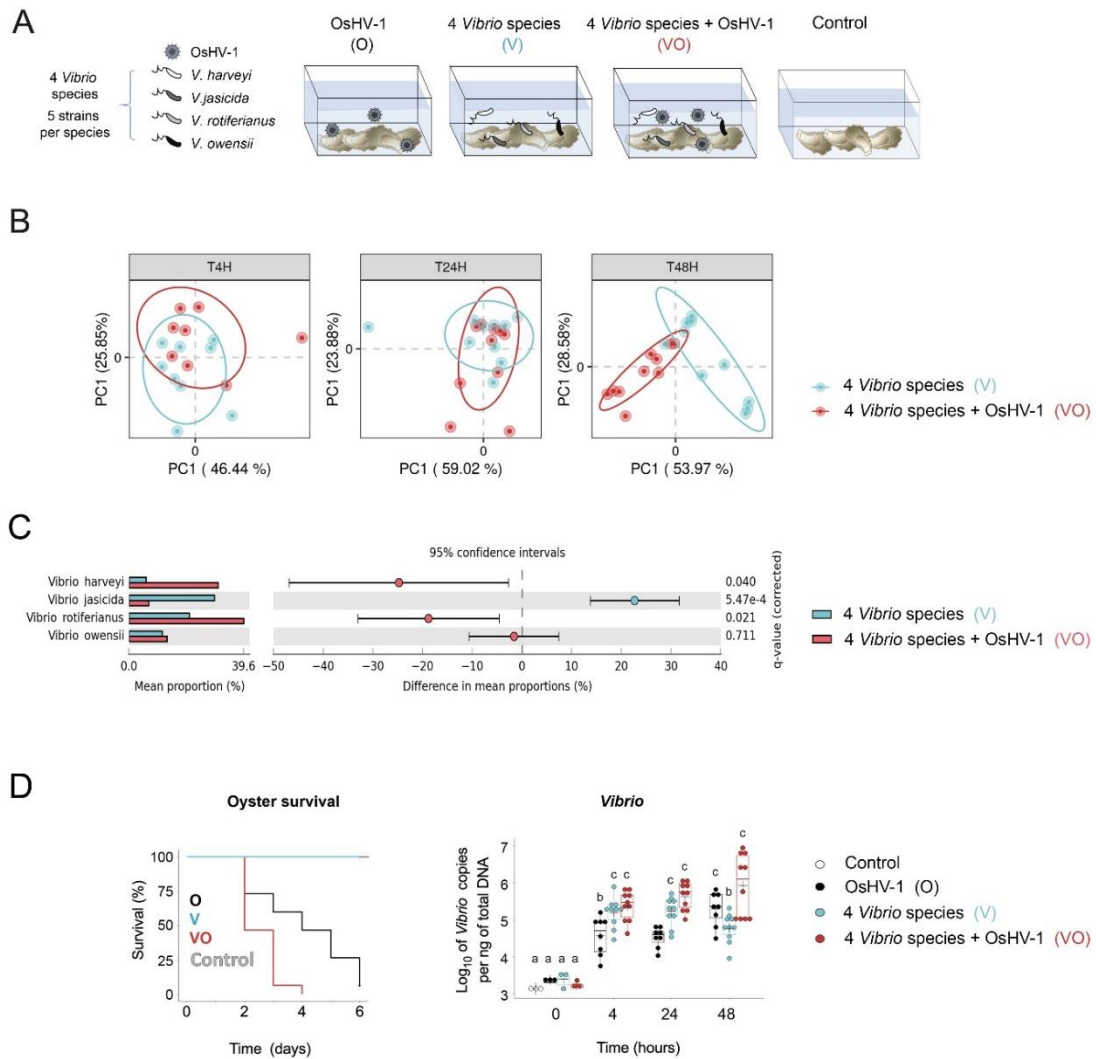 A
OsHV-1
(O)
4 Vibrio species
(V)
4 Vibrio species + OsHV-1
(VO)
Control
4 Vibrio
species
5 strains
per species
OsHV-1
V. harveyi
V.jasicida
V. rotiferianus
V. owensii
B
T4H
T24H
T48H
PC1 (25.85%)
0
0
PC1 ( 46.44 %)
PC1 (23.88%)
0
0
PC1 ( 59.02 %)
PC1 (28.58%)
0
0
PC1 ( 53.97 %)
4 Vibrio species (V)
4 Vibrio species + OsHV-1 (VO)
C
95% confidence intervals
Vibrio harveyi
Vibrio jasicida
Vibrio rotiferianus
Vibrio owensii
0.0 39.6
Mean proportion (%)
−50 −40 −30 −20 −10 0 10 20 30 40
Difference in mean proportions (%)
0.040
5.47e-4
0.021
0.711
q-value (corrected)
4 Vibrio species (V)
4 Vibrio species + OsHV-1 (VO)
D
Oyster survival
Survival (%)
100
75
50
25
0
O
V
VO
Control
0 2 4 6
Time (days)
Vibrio
Log10 of Vibrio copies
per ng of total DNA
7
6
5
4
3
a a a a
b c c
c c
c b c
0 4 24 48
Time (hours)
Control
OsHV-1 (O)
4 Vibrio species (V)
4 Vibrio species + OsHV-1 (VO)